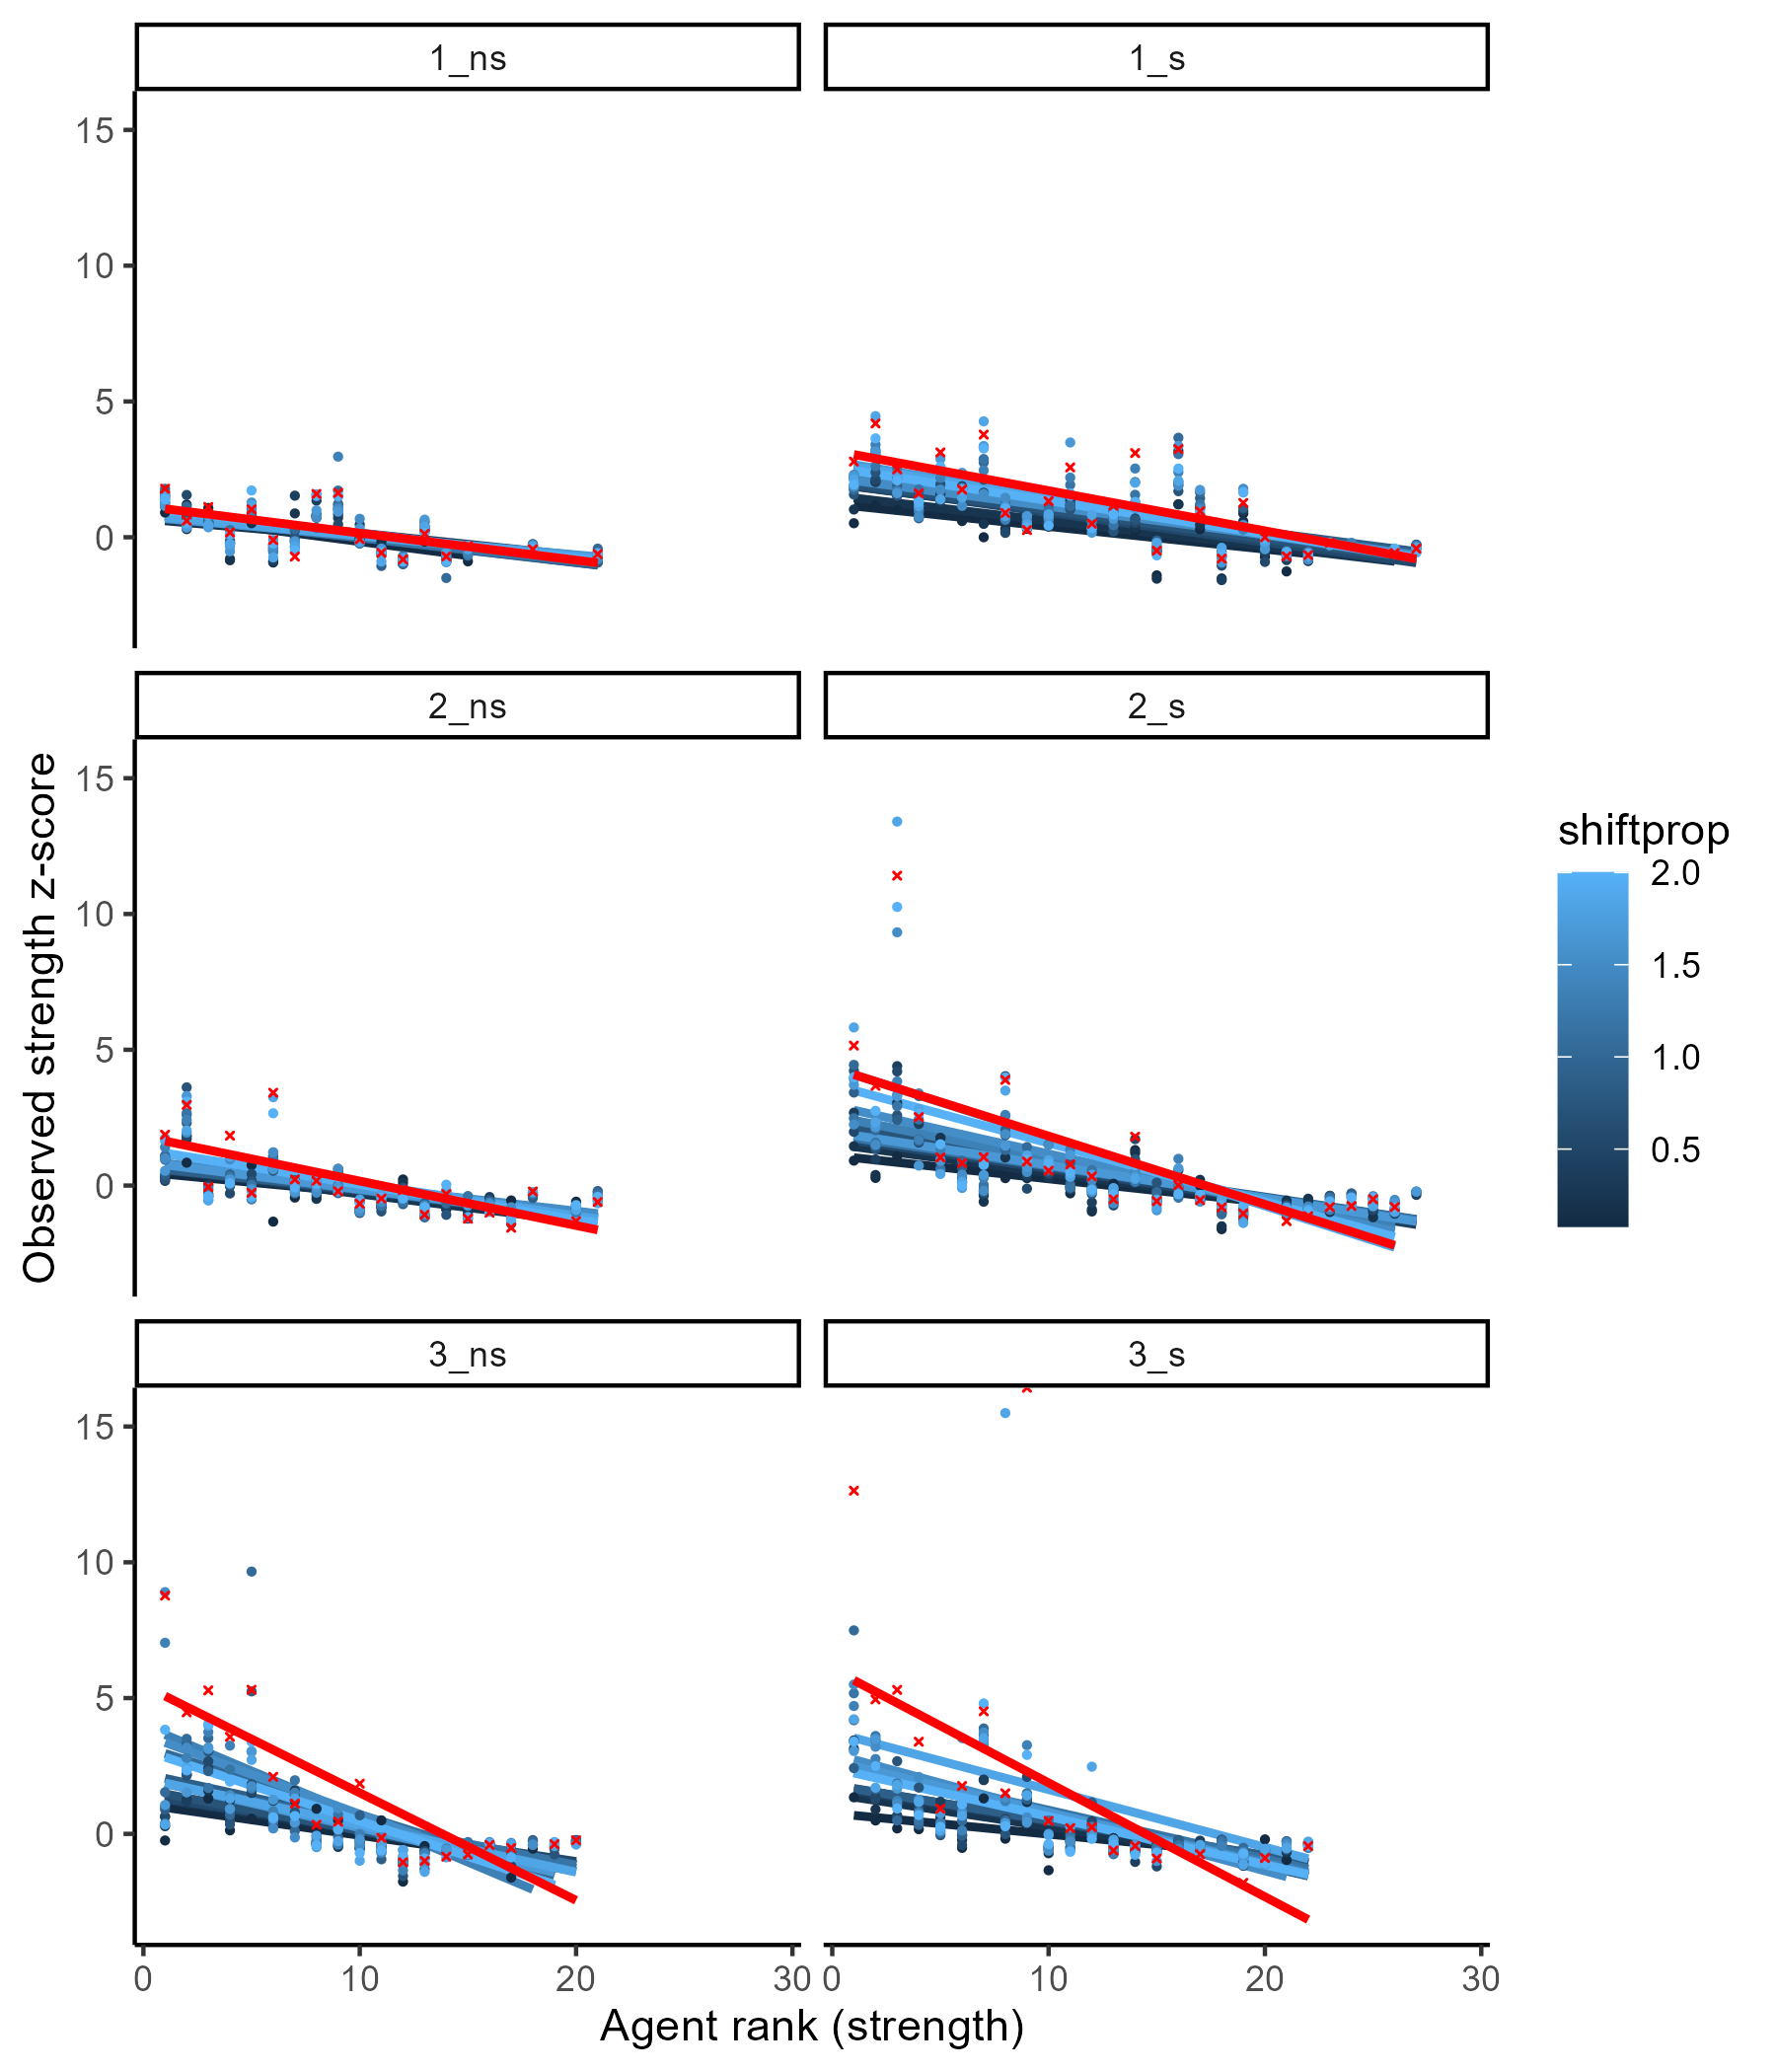 1_ns
1_s
15
10
5
0
2_ns
2_s
15
10
5
0
Observed strength z-score
shiftprop
2.0
1.5
1.0
0.5
3_ns
3_s
15
10
5
0
0 10 20 30 0 10 20 30
Agent rank (strength)